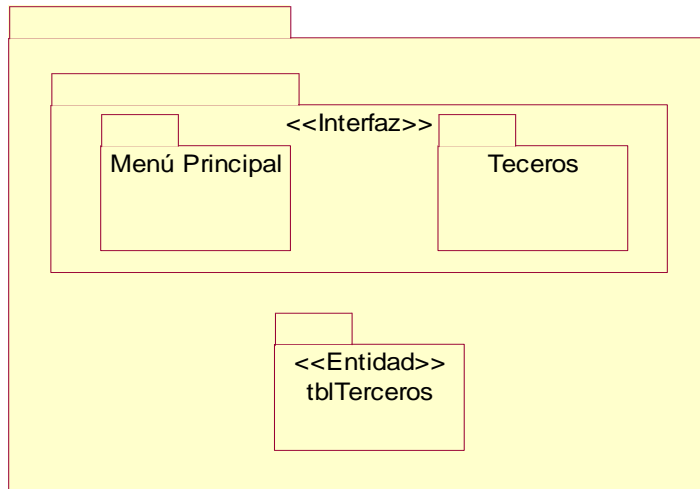 <<Interfaz>>
Menú Principal
Teceros
<<Entidad>>
tblTerceros